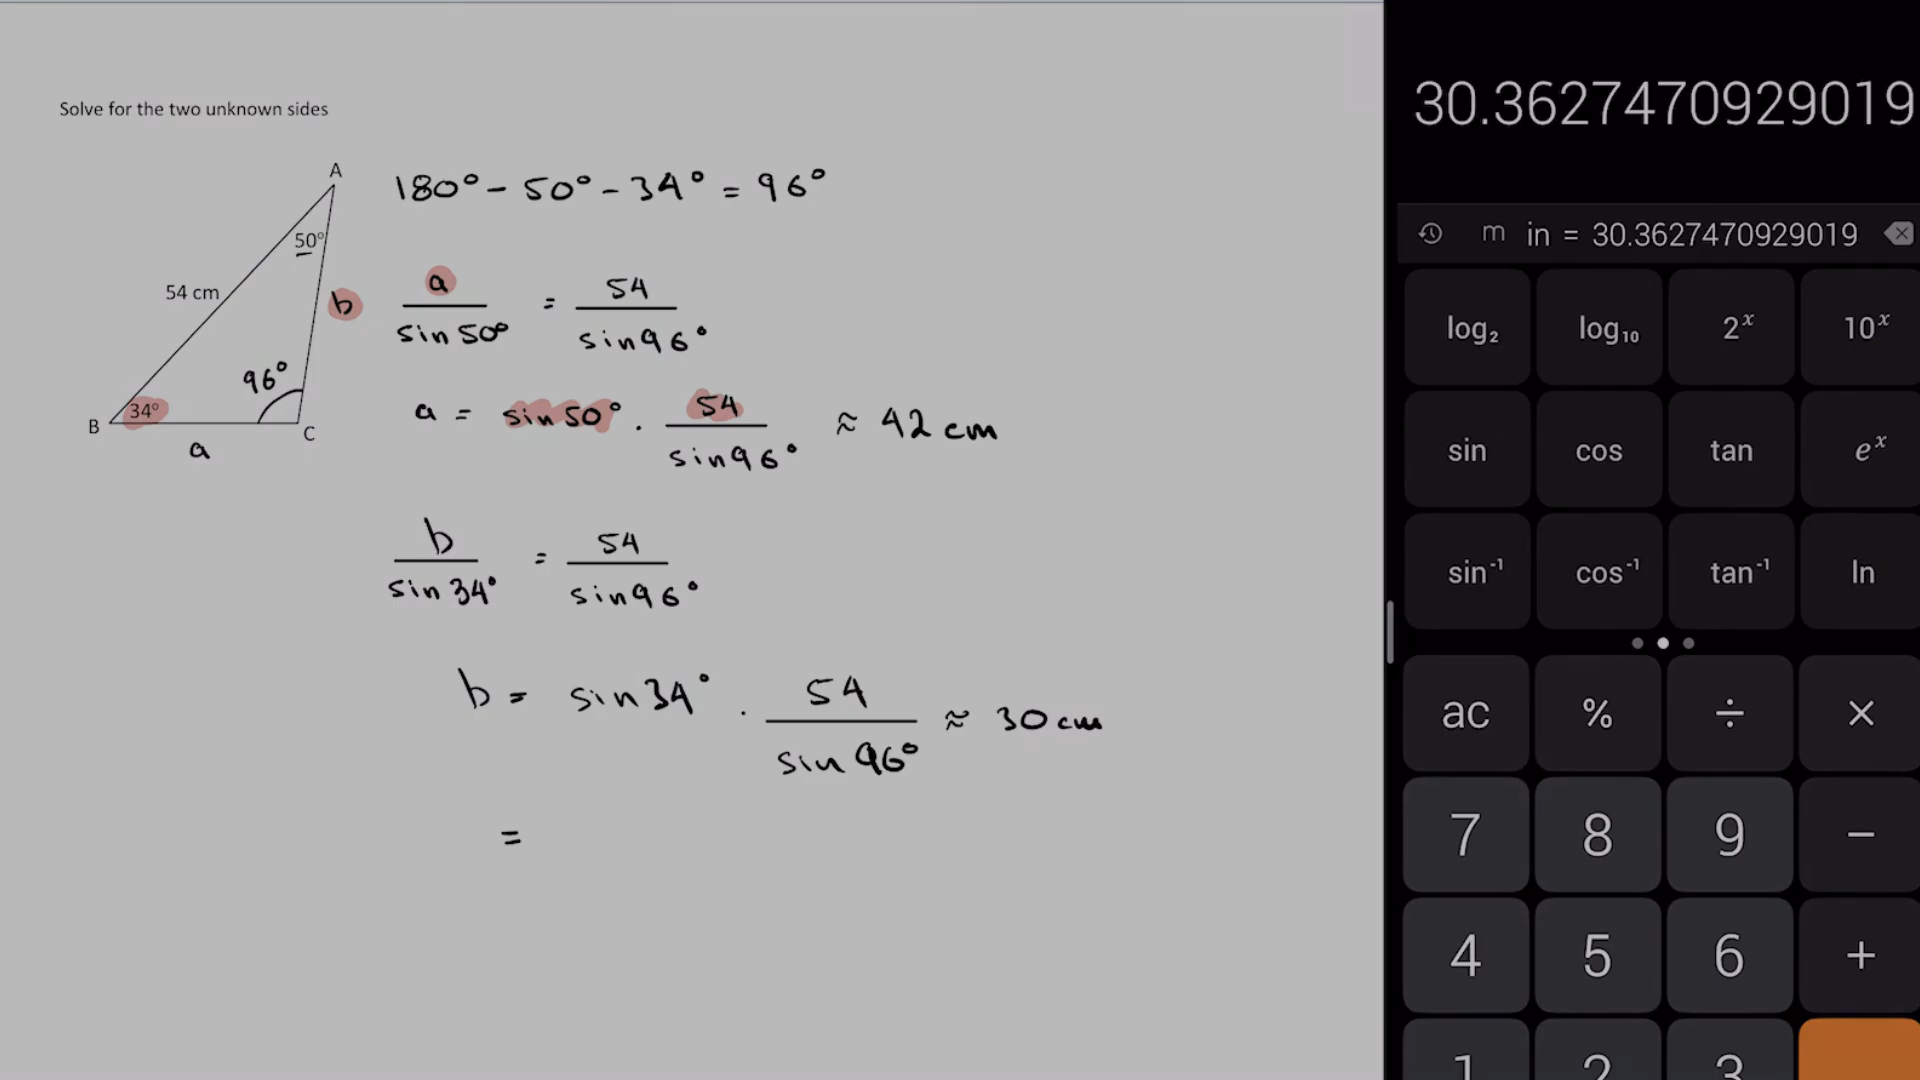 Solve for the two unknown sides
A
50°
54 cm
b
96°
34°
B
C
a
180° - 50° - 34° = 96°
a/sin 50° = 54/sin 96°
a = sin 50° · 54/sin 96° ≈ 42 cm
b/sin 34° = 54/sin 96°
b = sin 34° · 54/sin 96° ≈ 30 cm
=
30.3627470929019
m in = 30.3627470929019
log₂ log₁₀ 2ˣ 10ˣ
sin cos tan eˣ
sin⁻¹ cos⁻¹ tan⁻¹ ln
ac % ÷ ×
7 8 9 −
4 5 6 +
1 2 3